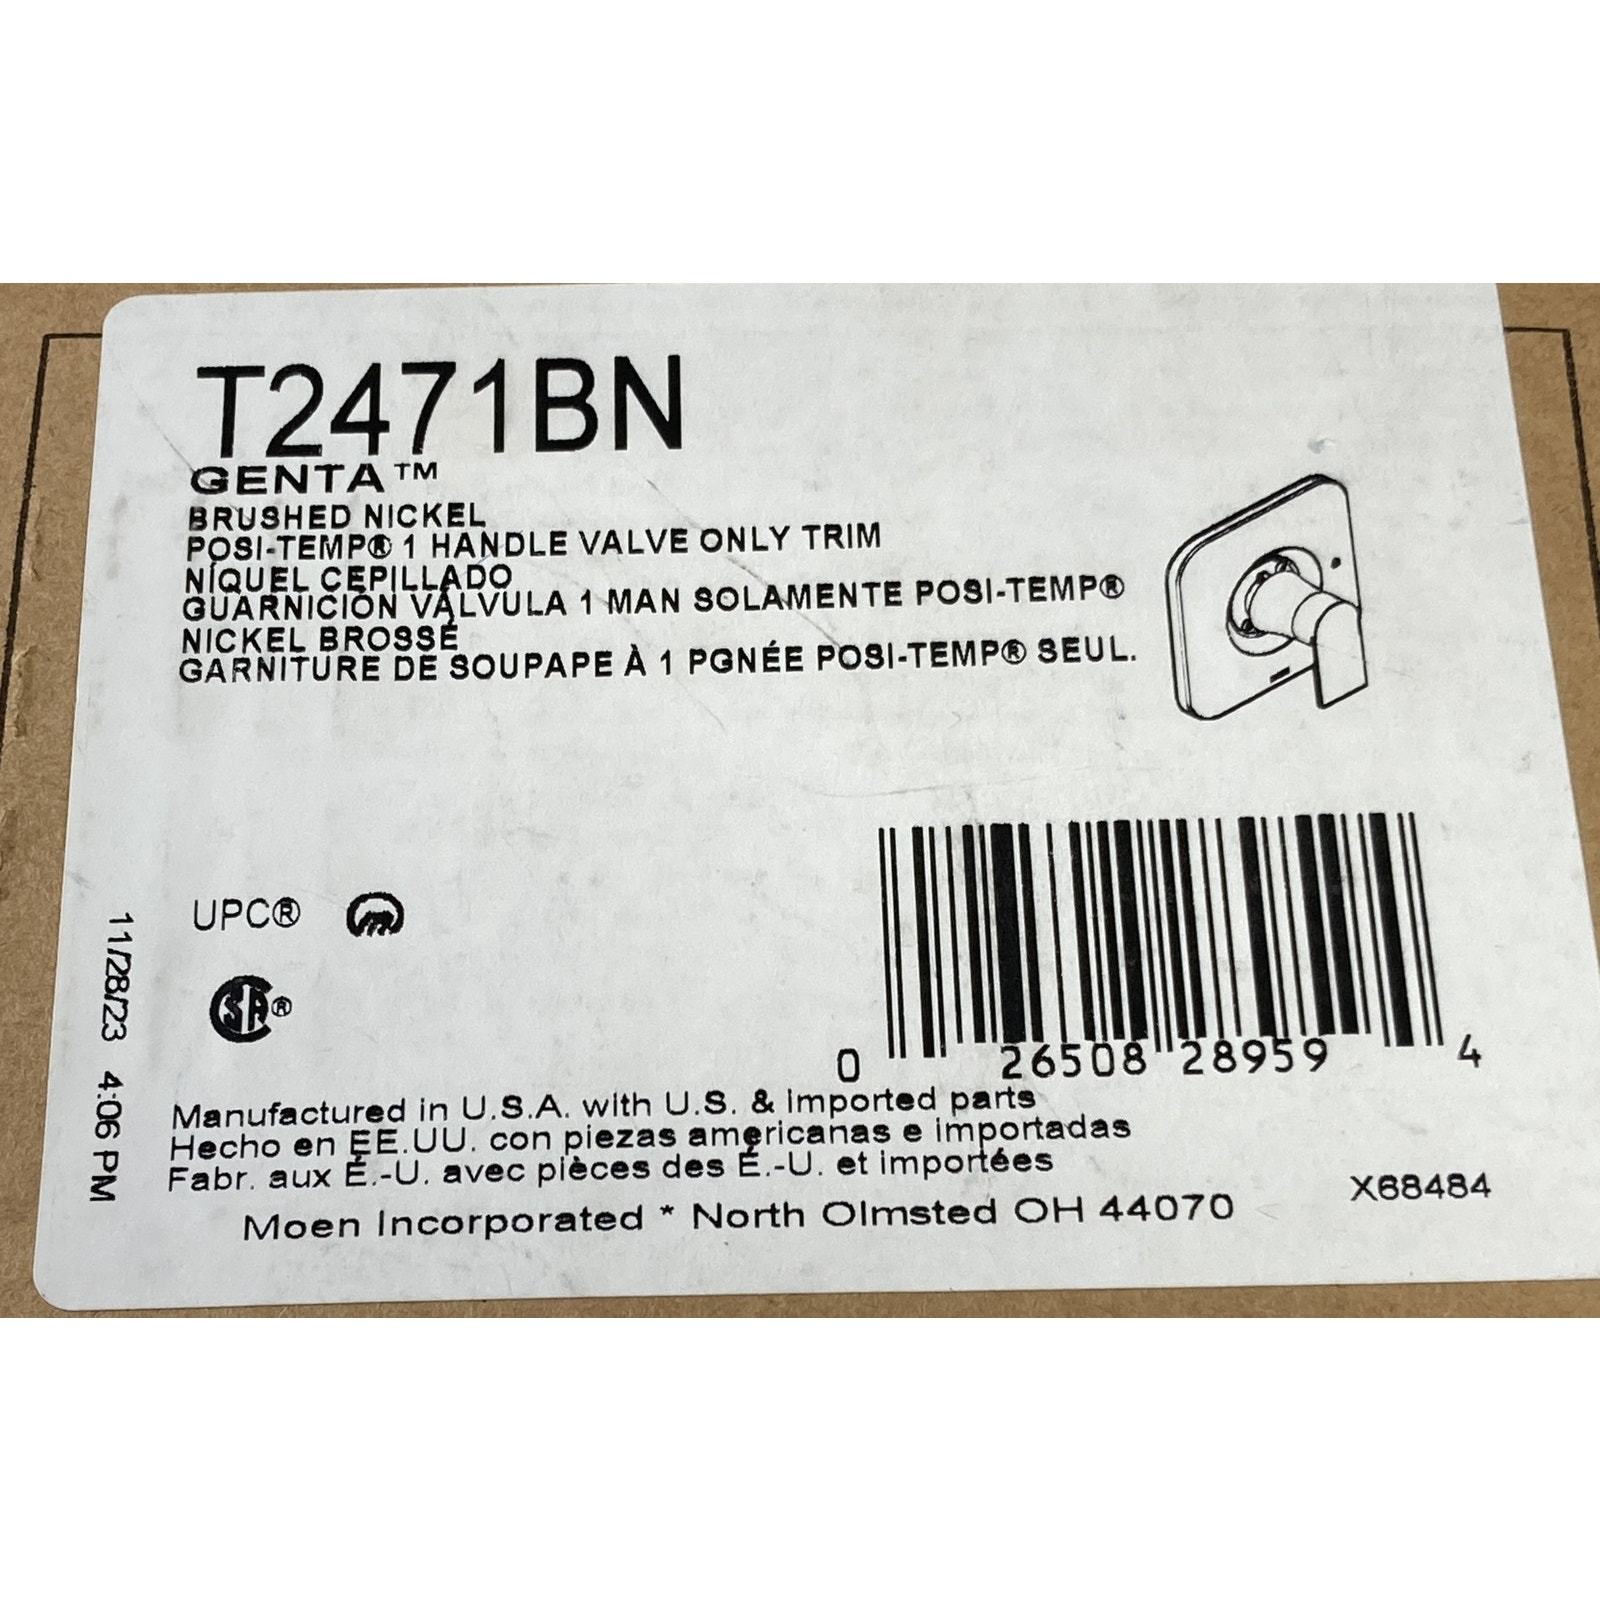 T2471BN
GENTA™
BRUSHED NICKEL
POSI-TEMP® 1 HANDLE VALVE ONLY TRIM
NÍQUEL CEPILLADO
GUARNICIÓN VÁLVULA 1 MAN SOLAMENTE POSI-TEMP®
NICKEL BROSSÉ
GARNITURE DE SOUPAPE À 1 PGNÉE POSI-TEMP® SEUL.
UPC®
SA®
11/28/23 4:06 PM
0 26508 28959 4
Manufactured in U.S.A. with U.S. & imported parts
Hecho en EE.UU. con piezas americanas e importadas
Fabr. aux É.-U. avec pièces des É.-U. et importées
X68484
Moen Incorporated * North Olmsted OH 44070